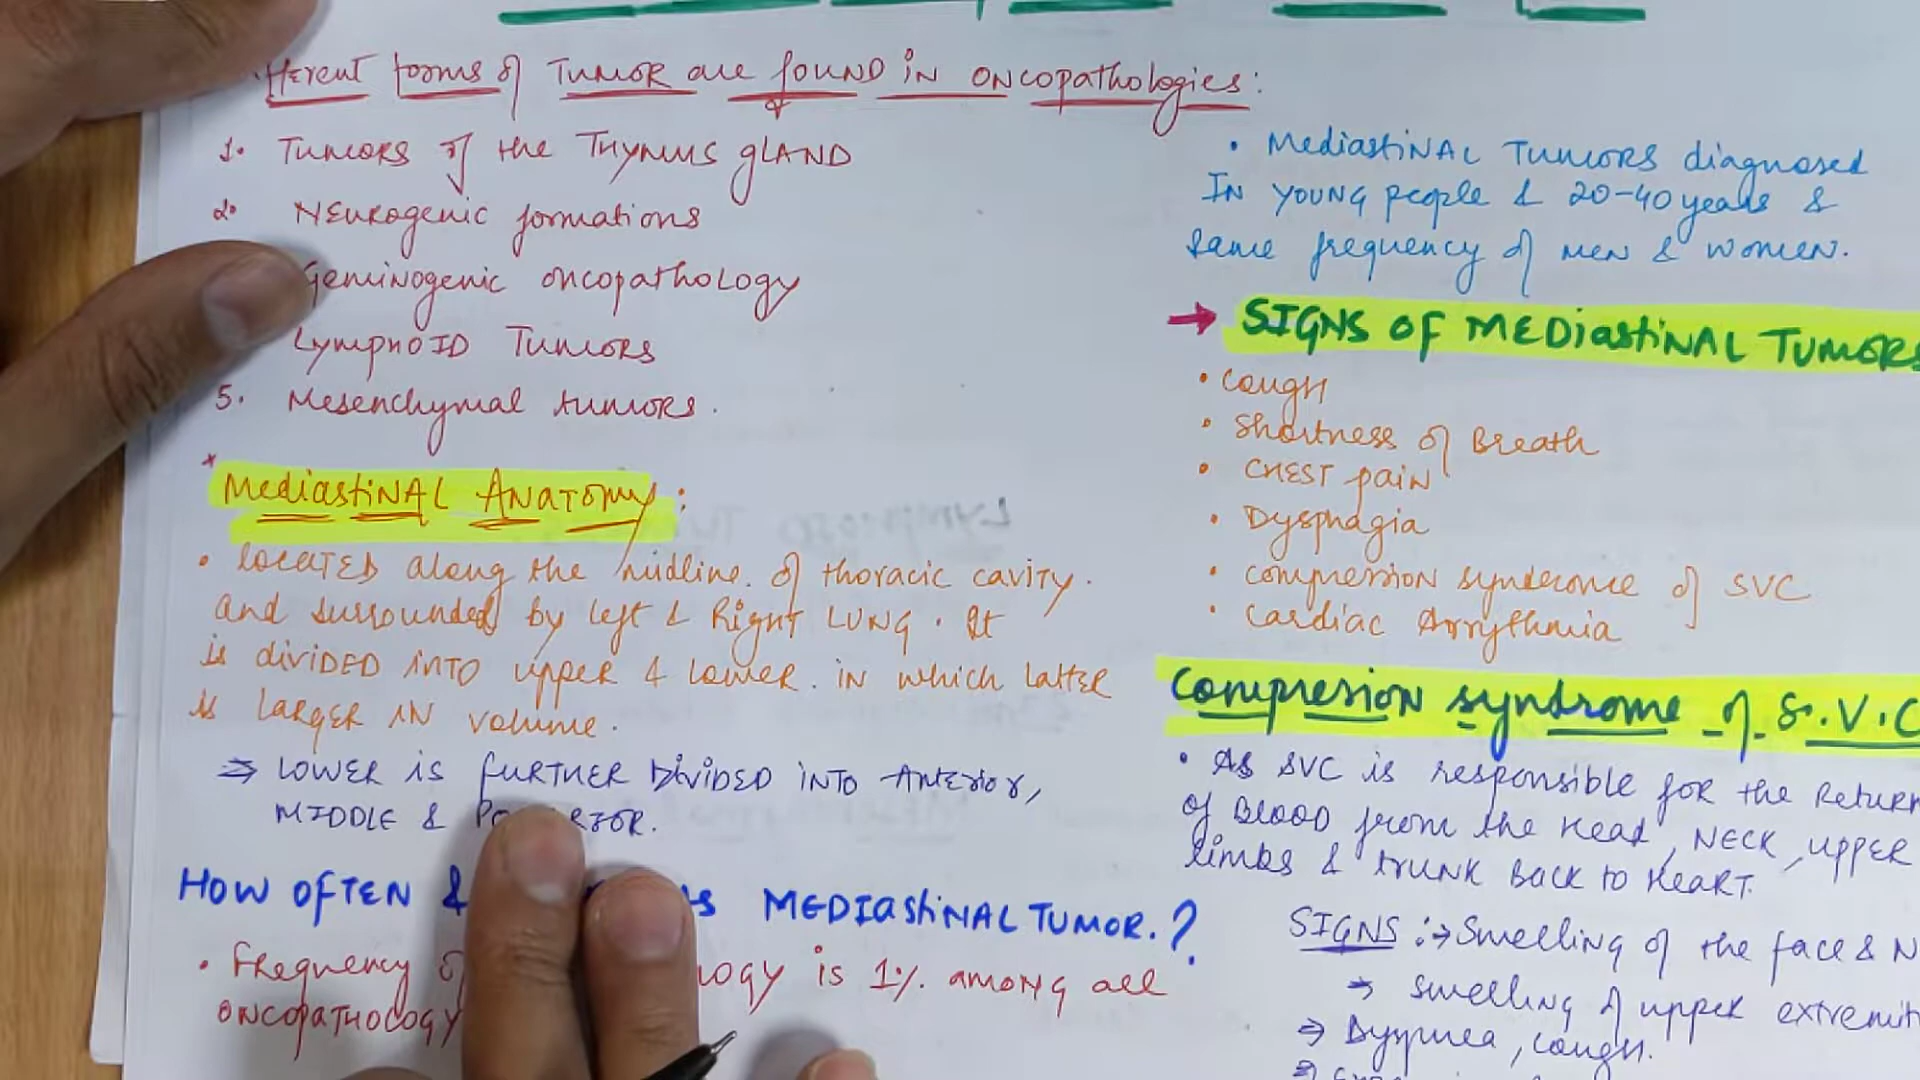 fferent forms of Tumor are found in oncopathologies:
1. Tumors of the Thymus gland
2. Neurogenic formations
Geminogenic oncopathology
Lymphoid Tumors
5. Mesenchymal tumors.
* Mediastinal Anatomy:
• located along the midline. of thoracic cavity.
and surrounded by left & Right Lung. It
is divided into upper & Lower. in which latter
is larger in volume.
⇒ Lower is further Divided into Anterior,
MIDDLE &
How often & Mediastinal Tumor.?
• Frequency is 1% among all
oncopathology
• Mediastinal Tumors diagnosed
In young people & 20-40 years &
same frequency of men & women.
→ SIGNS OF MEDiastiNAL TUMORS
• cough
• Shortness of Breath
• Chest pain
• Dysphagia
• compression syndrome of SVC
• Cardiac Arrythmia
Compresion syndrome of S.V.C
• As SVC is responsible for the Return
of Blood from the Head, Neck, upper
limbs & trunk back to Heart.
SIGNS :→ Swelling of the face & N
→ swelling of upper extremit
⇒ Dyspnea, cough.